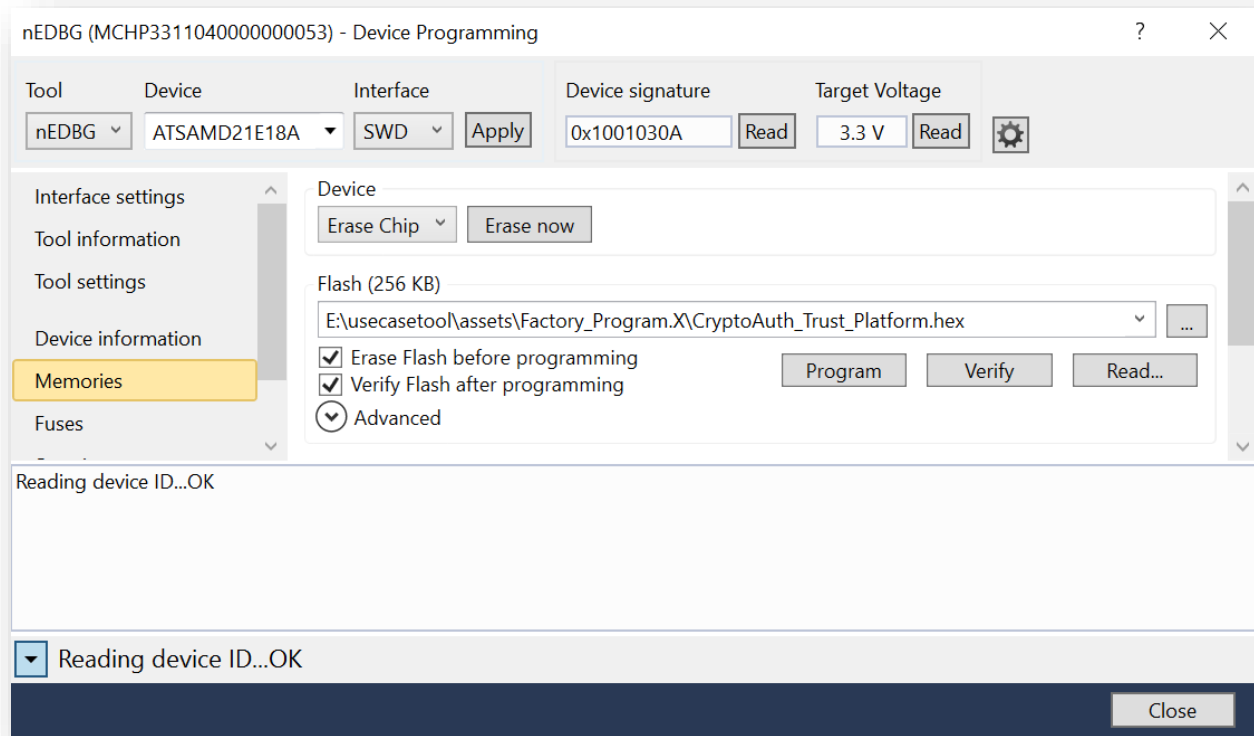 nEDBG (MCHP3311040000000053) - Device Programming ?
Tool Device Interface Device signature Target Voltage
nEDBG ATSAMD21E18A SWD Apply 0x1001030A Read 3.3 V Read
Interface settings
Tool information
Tool settings
Device information
Memories
Fuses
Device
Erase Chip Erase now
Flash (256 KB)
E:\usecasetool\assets\Factory_Program.X\CryptoAuth_Trust_Platform.hex ...
Erase Flash before programming
Verify Flash after programming
Program Verify Read...
Advanced
Reading device ID...OK
Reading device ID...OK
Close